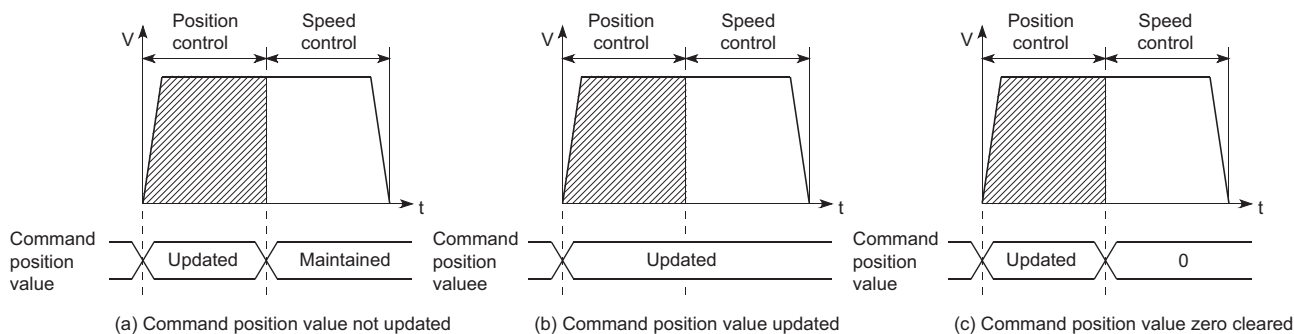 V
Position
control
Speed
control
t
Command
position
value
Updated
Maintained
(a) Command position value not updated
V
Position
control
Speed
control
t
Command
position
valuee
Updated
(b) Command position value updated
V
Position
control
Speed
control
t
Command
position
value
Updated
0
(c) Command position value zero cleared